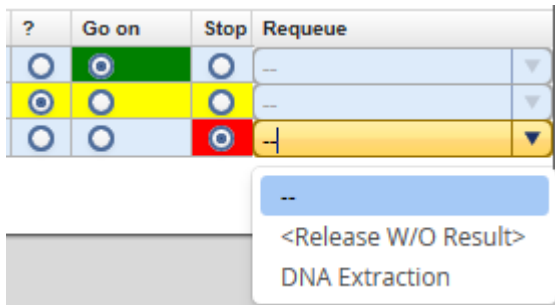 ? Go on Stop Requeue
--
--
--
--
<Release W/O Result>
DNA Extraction